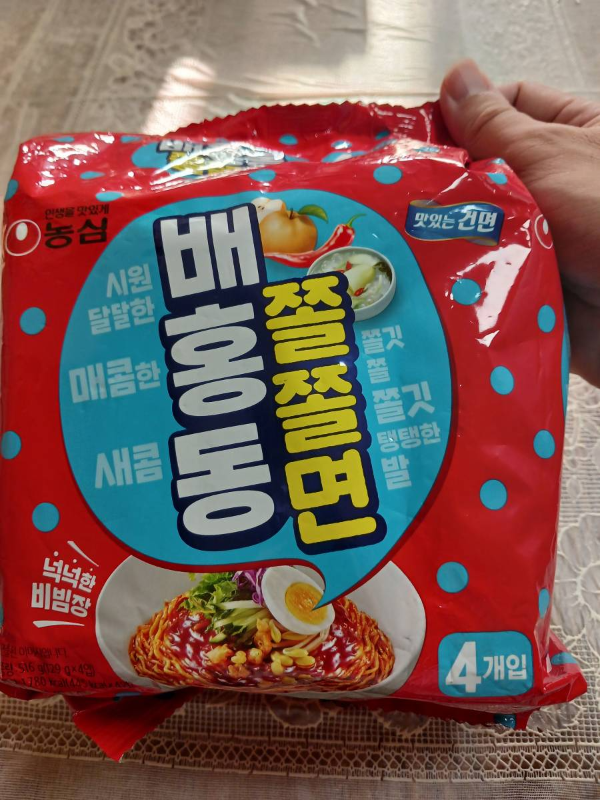 인생을 맛있게
농심
맛있는 건면
시원
달달한
매콤한
새콤
배홍동
쫄쫄면
쫄깃
쫄
쫄깃
탱탱한
발
넉넉한
비빔장
4개입